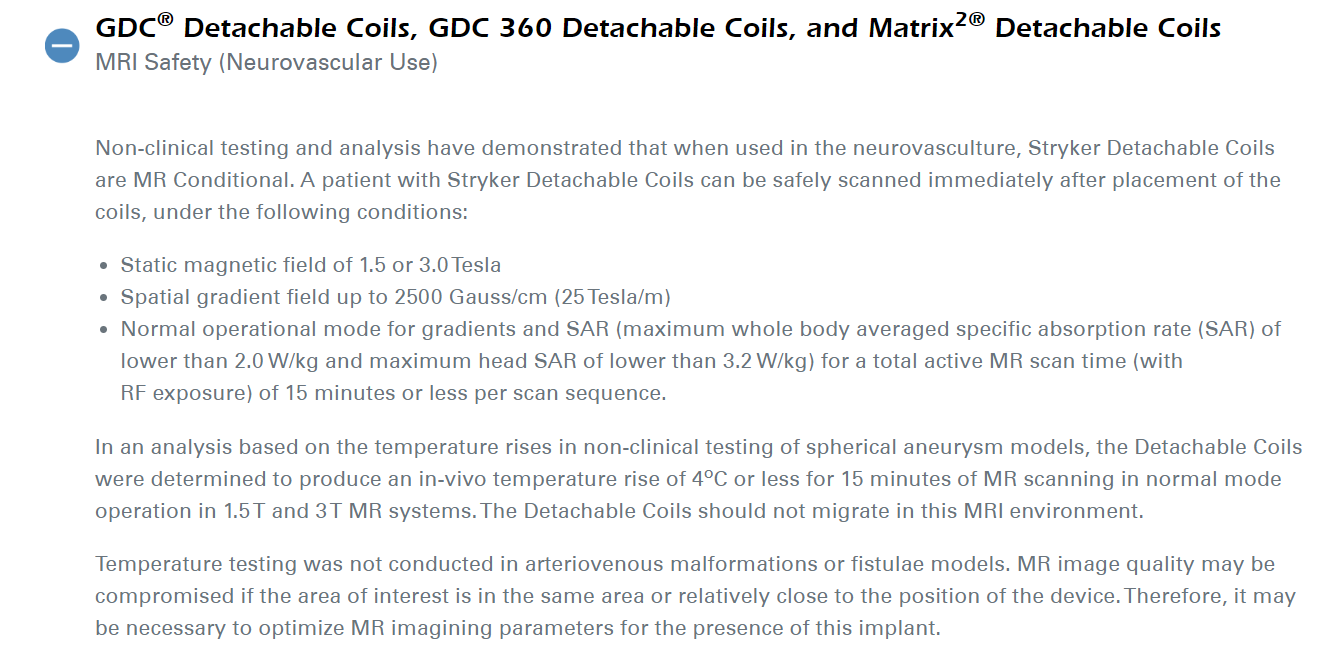 GDC® Detachable Coils, GDC 360 Detachable Coils, and Matrix²® Detachable Coils
MRI Safety (Neurovascular Use)
Non-clinical testing and analysis have demonstrated that when used in the neurovasculature, Stryker Detachable Coils
are MR Conditional. A patient with Stryker Detachable Coils can be safely scanned immediately after placement of the
coils, under the following conditions:
• Static magnetic field of 1.5 or 3.0 Tesla
• Spatial gradient field up to 2500 Gauss/cm (25 Tesla/m)
• Normal operational mode for gradients and SAR (maximum whole body averaged specific absorption rate (SAR) of
lower than 2.0 W/kg and maximum head SAR of lower than 3.2 W/kg) for a total active MR scan time (with
RF exposure) of 15 minutes or less per scan sequence.
In an analysis based on the temperature rises in non-clinical testing of spherical aneurysm models, the Detachable Coils
were determined to produce an in-vivo temperature rise of 4ºC or less for 15 minutes of MR scanning in normal mode
operation in 1.5 T and 3 T MR systems. The Detachable Coils should not migrate in this MRI environment.
Temperature testing was not conducted in arteriovenous malformations or fistulae models. MR image quality may be
compromised if the area of interest is in the same area or relatively close to the position of the device. Therefore, it may
be necessary to optimize MR imagining parameters for the presence of this implant.